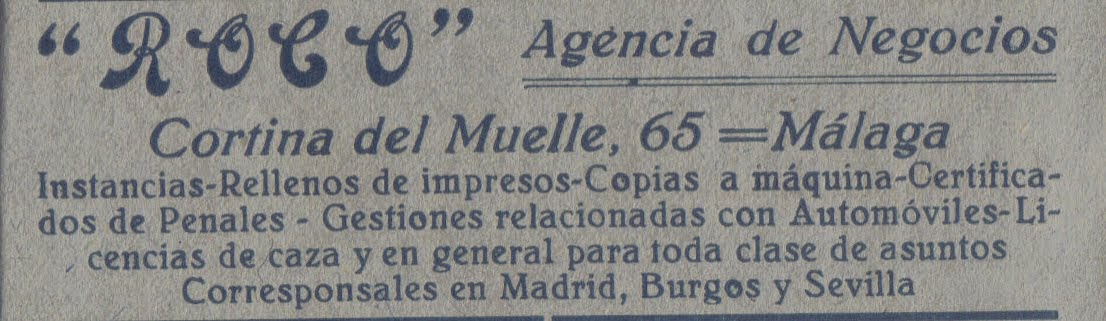 “ROCO” Agencia de Negocios
Cortina del Muelle, 65 = Málaga
Instancias-Rellenos de impresos-Copias a máquina-Certifica-
dos de Penales - Gestiones relacionadas con Automóviles-Li-
cencias de caza y en general para toda clase de asuntos
Corresponsales en Madrid, Burgos y Sevilla